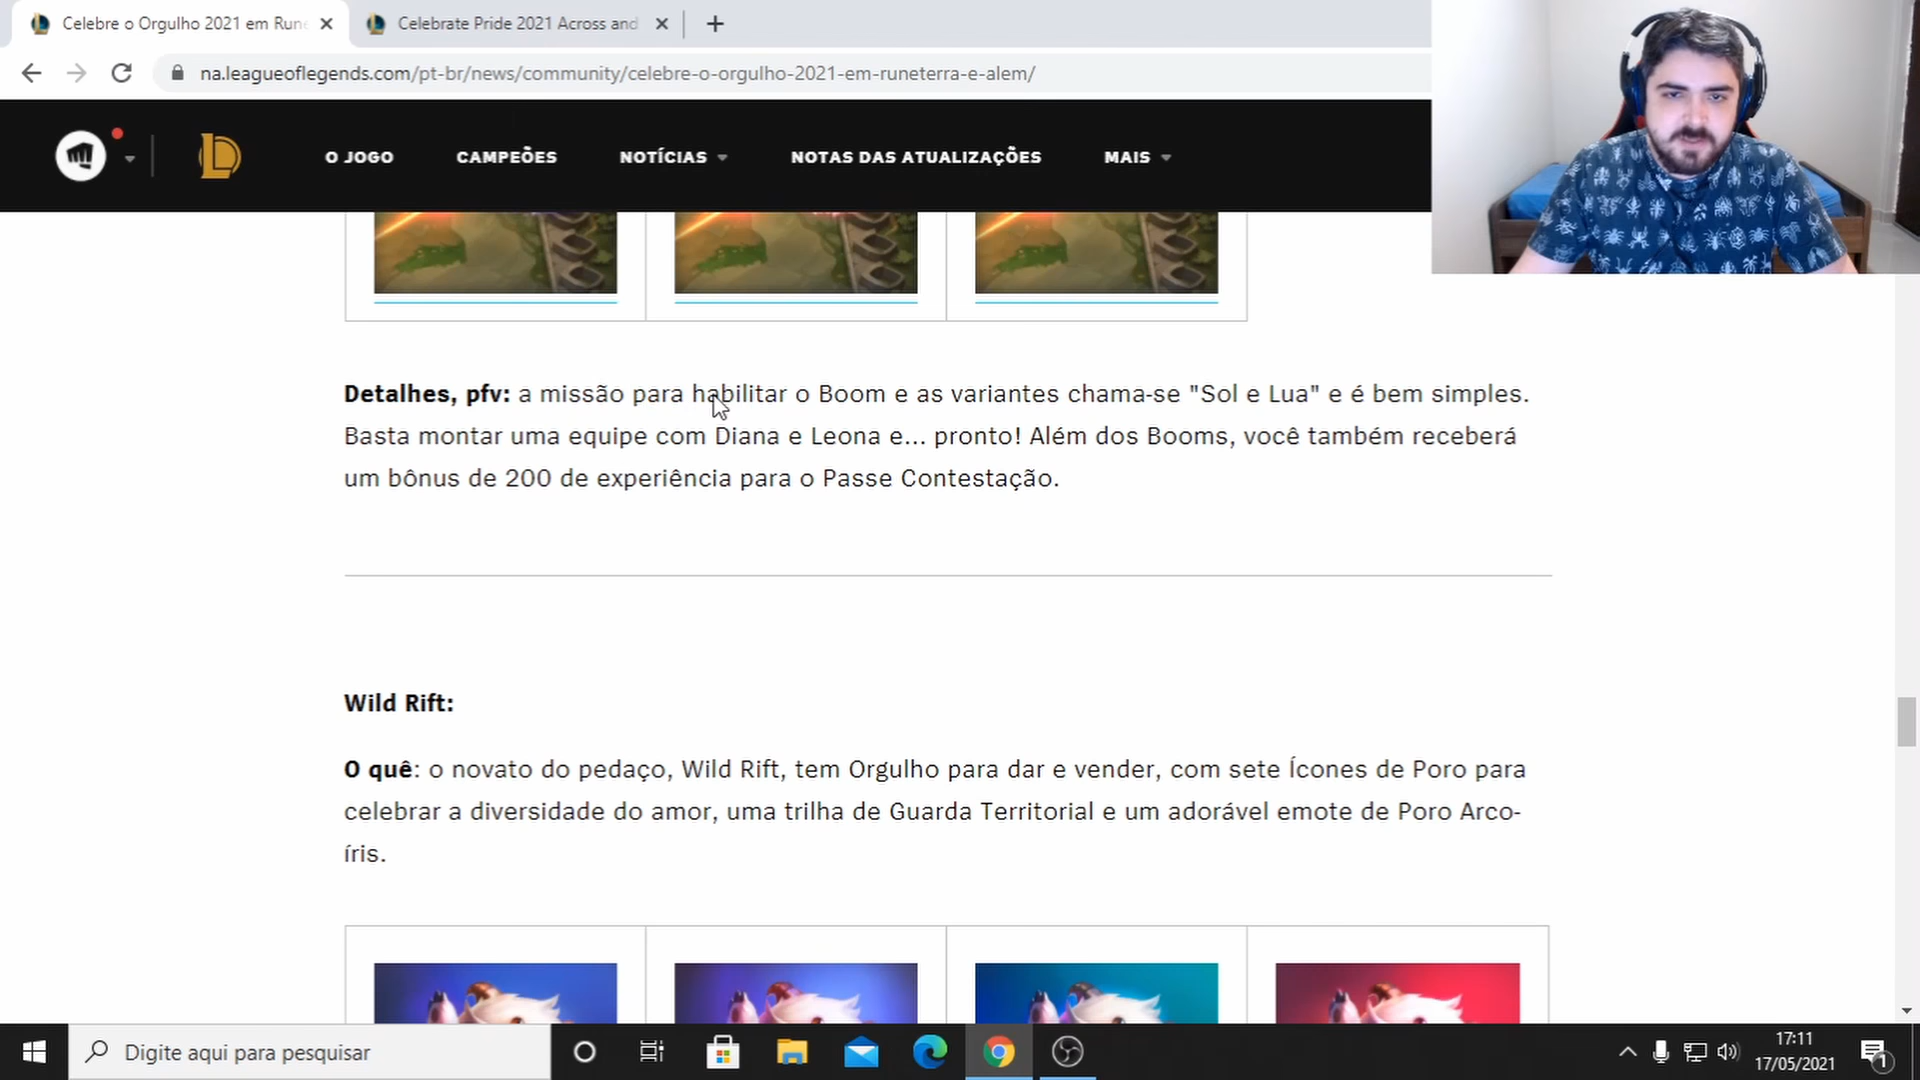 Celebre o Orgulho 2021 em Rune
Celebrate Pride 2021 Across and
na.leagueoflegends.com/pt-br/news/community/celebre-o-orgulho-2021-em-runeterra-e-alem/
O JOGO
CAMPEÕES
NOTÍCIAS
NOTAS DAS ATUALIZAÇÕES
MAIS
Detalhes, pfv: a missão para habilitar o Boom e as variantes chama-se "Sol e Lua" e é bem simples.
Basta montar uma equipe com Diana e Leona e... pronto! Além dos Booms, você também receberá
um bônus de 200 de experiência para o Passe Contestação.
Wild Rift:
O quê: o novato do pedaço, Wild Rift, tem Orgulho para dar e vender, com sete Ícones de Poro para
celebrar a diversidade do amor, uma trilha de Guarda Territorial e um adorável emote de Poro Arco-
íris.
Digite aqui para pesquisar
17:11
17/05/2021
1